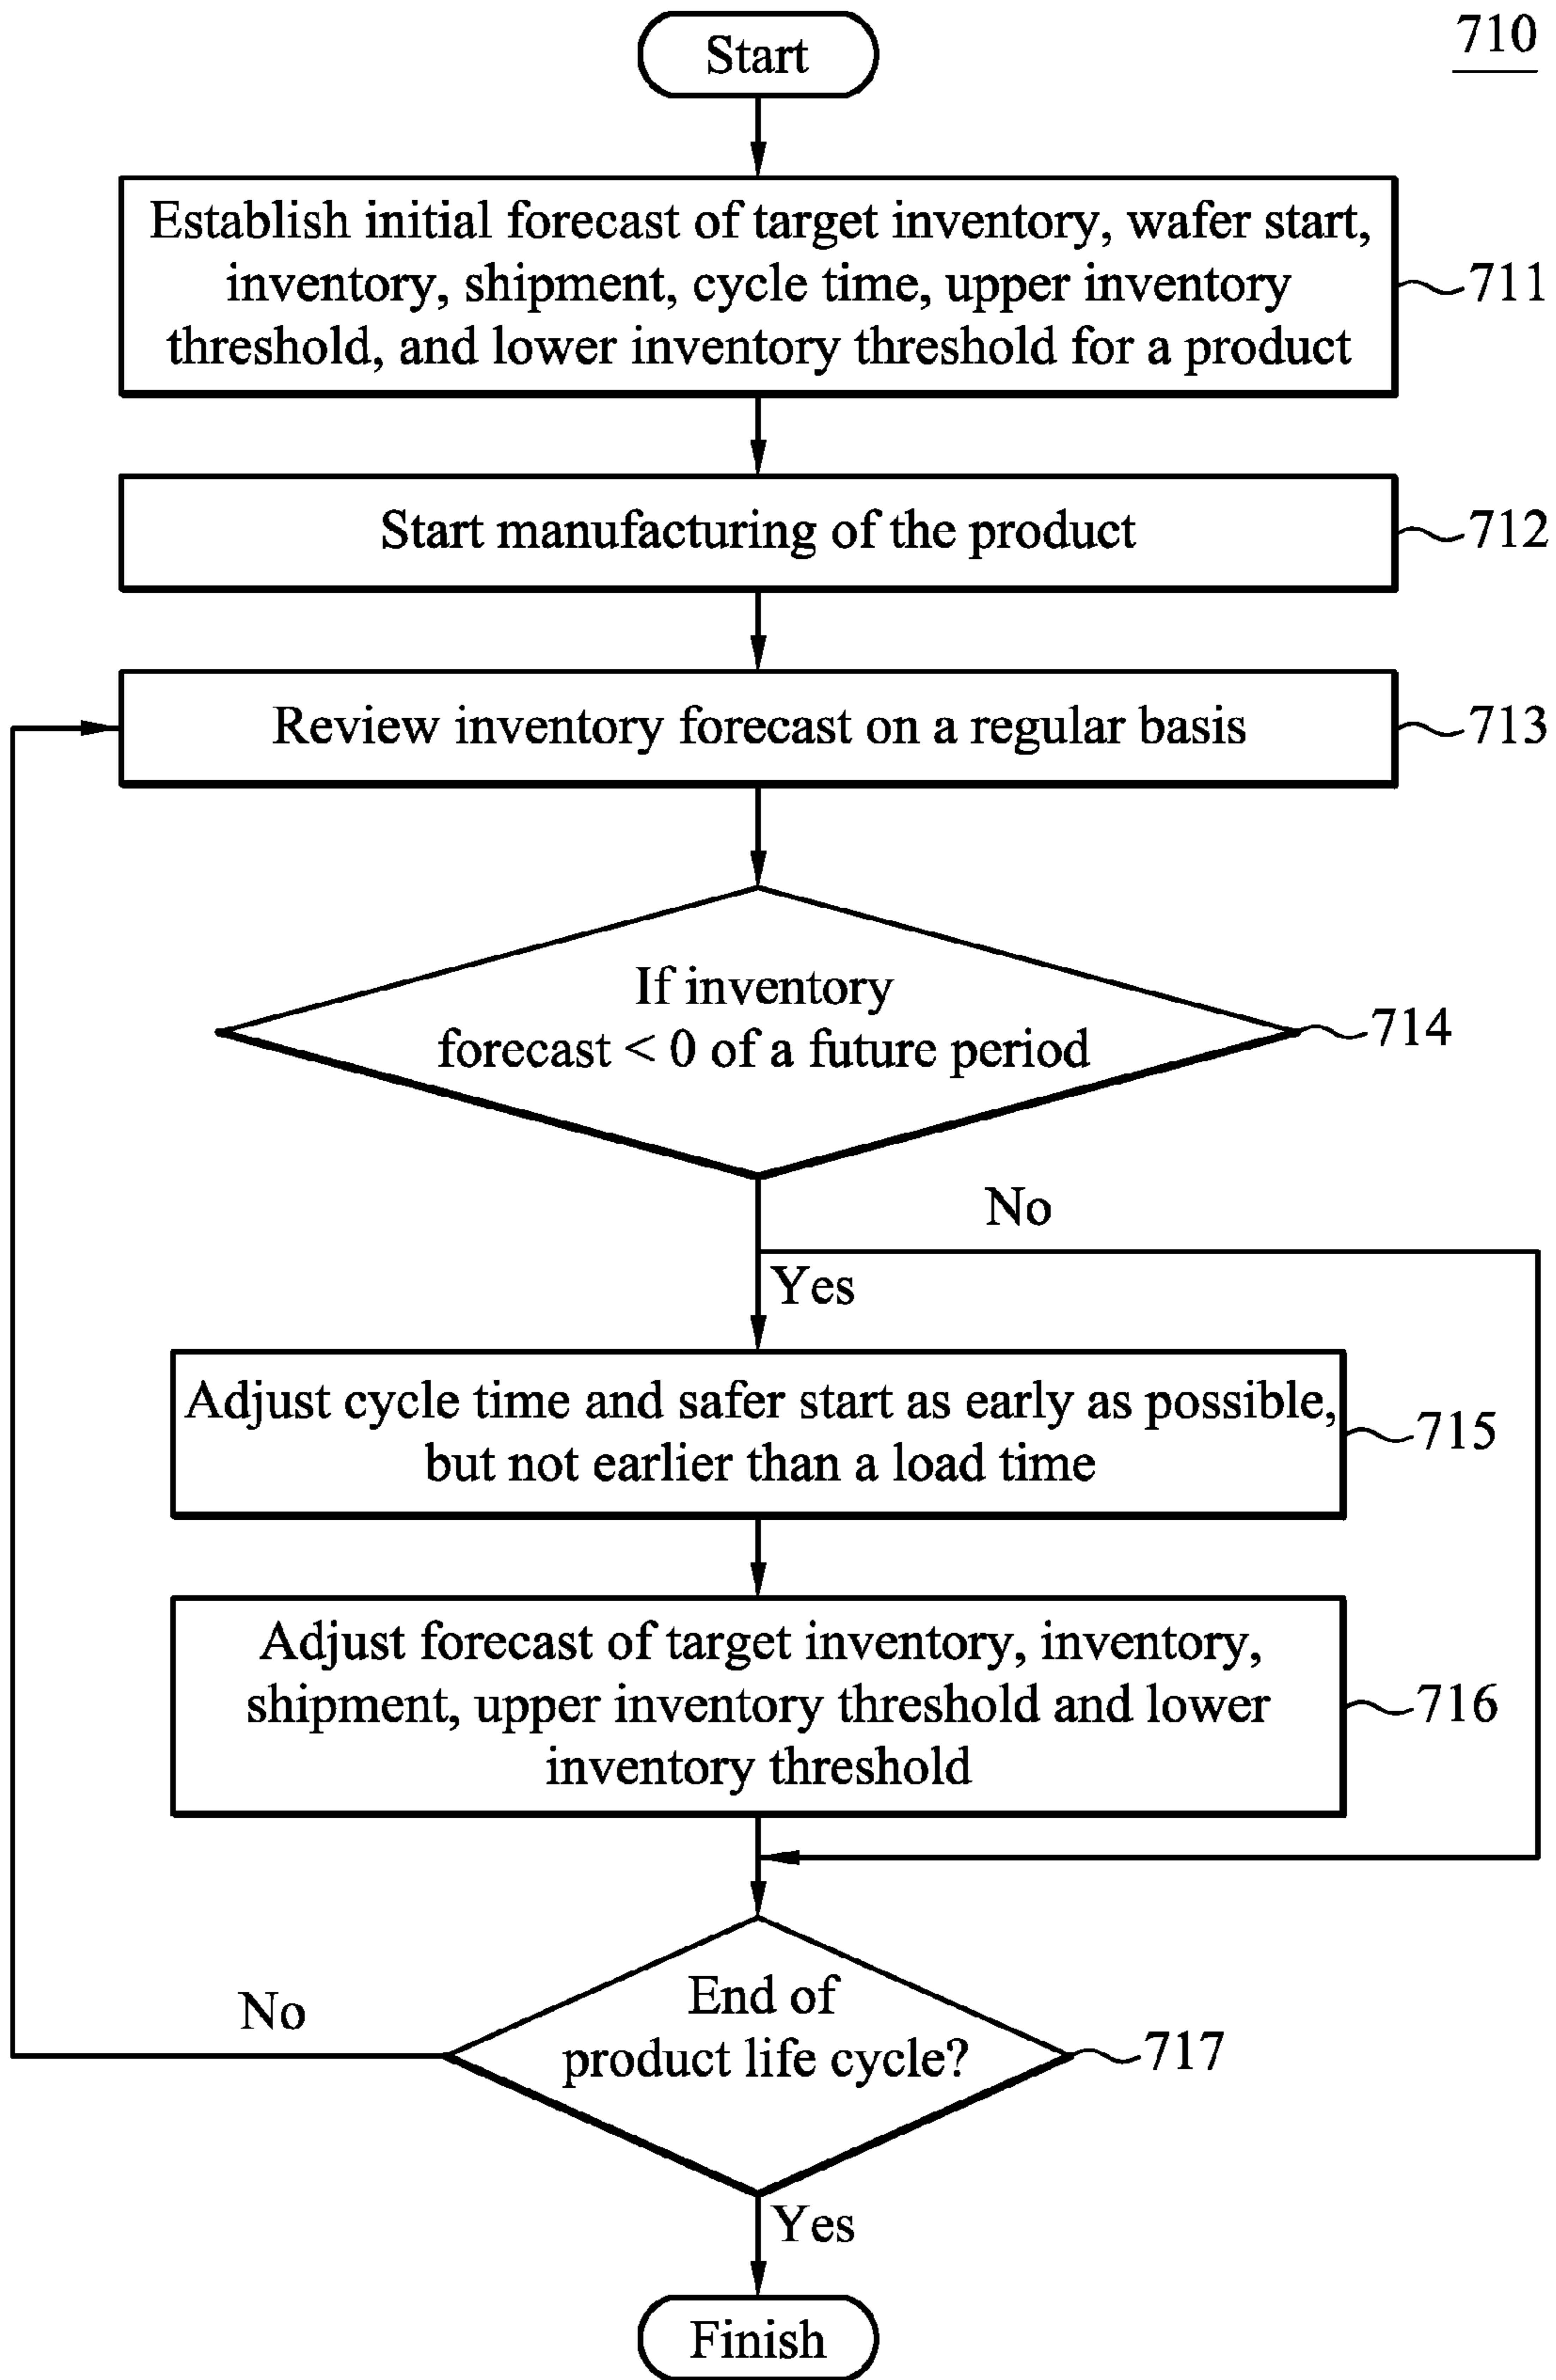 710
Start
Establish initial forecast of target inventory, wafer start,
inventory, shipment, cycle time, upper inventory
threshold, and lower inventory threshold for a product
711
Start manufacturing of the product
712
Review inventory forecast on a regular basis
713
If inventory
forecast < 0 of a future period
714
No
Yes
Adjust cycle time and safer start as early as possible,
but not earlier than a load time
715
Adjust forecast of target inventory, inventory,
shipment, upper inventory threshold and lower
inventory threshold
716
End of
product life cycle?
717
No
Yes
Finish